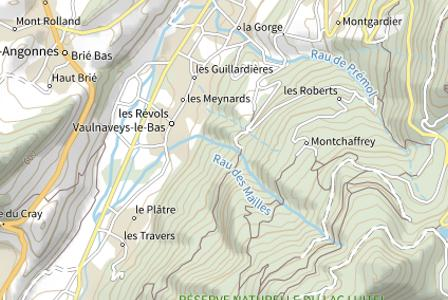 Mont Rolland
la Gorge
Montgardier
-Angonnes
Brié Bas
Rau de Prémol
les Guillardières
Haut Brié
les Roberts
les Meynards
les Révols
Vaulnaveys-le-Bas
Montchaffrey
Rau des Mailles
le Plâtre
e du Cray
les Travers
RÉSERVE NATURELLE DU LAC LUITEL